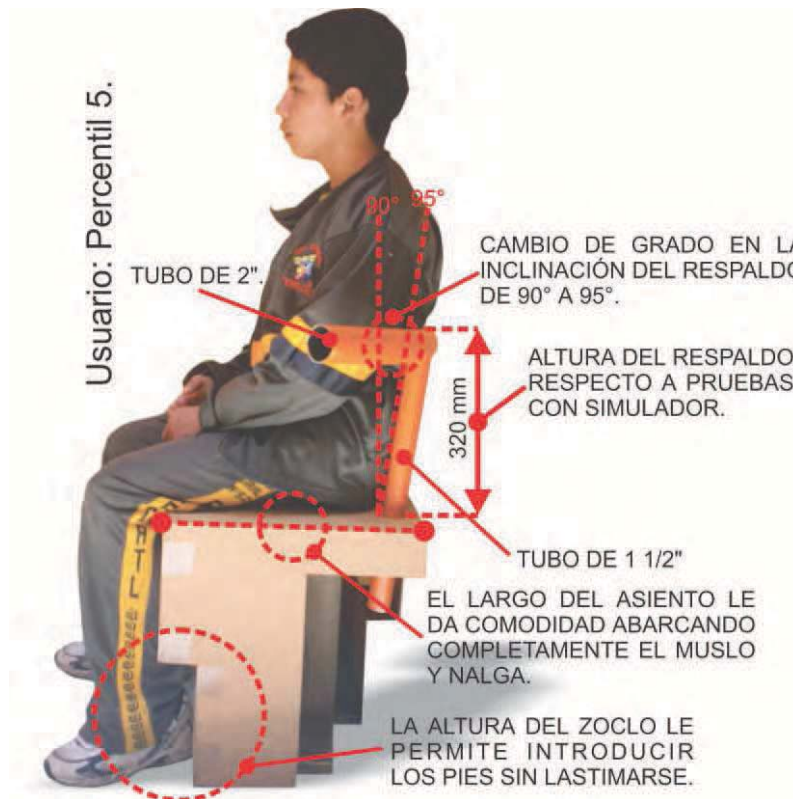 Usuario: Percentil 5.
90°
95°
TUBO DE 2".
CAMBIO DE GRADO EN LA
INCLINACIÓN DEL RESPALDO
DE 90° A 95°.
320 mm
ALTURA DEL RESPALDO
RESPECTO A PRUEBAS
CON SIMULADOR.
TUBO DE 1 1/2"
EL LARGO DEL ASIENTO LE
DA COMODIDAD ABARCANDO
COMPLETAMENTE EL MUSLO
Y NALGA.
LA ALTURA DEL ZOCLO LE
PERMITE INTRODUCIR
LOS PIES SIN LASTIMARSE.